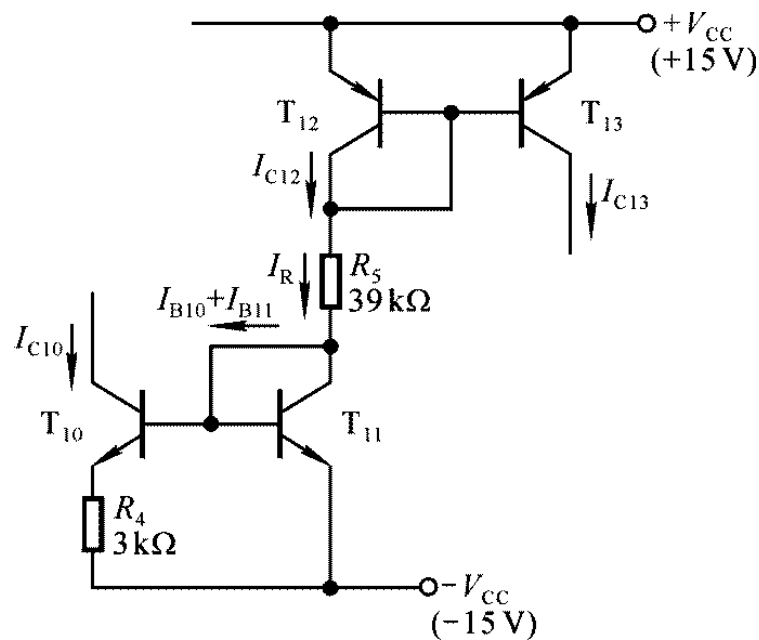 +V_CC
(+15 V)
T_12
T_13
I_C12
I_C13
I_R
R_5
39 kΩ
I_B10+I_B11
I_C10
T_10
T_11
R_4
3 kΩ
−V_CC
(−15 V)